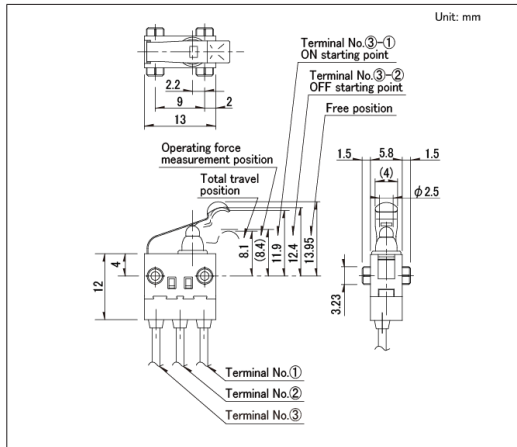 Unit: mm
Terminal No.③-①
ON starting point
Terminal No.③-②
OFF starting point
Free position
2.2
9
2
13
Operating force
measurement position
Total travel
position
1.5
5.8
1.5
(4)
φ2.5
4
12
8.1
(8.4)
11.9
12.4
13.95
3.23
Terminal No.①
Terminal No.②
Terminal No.③